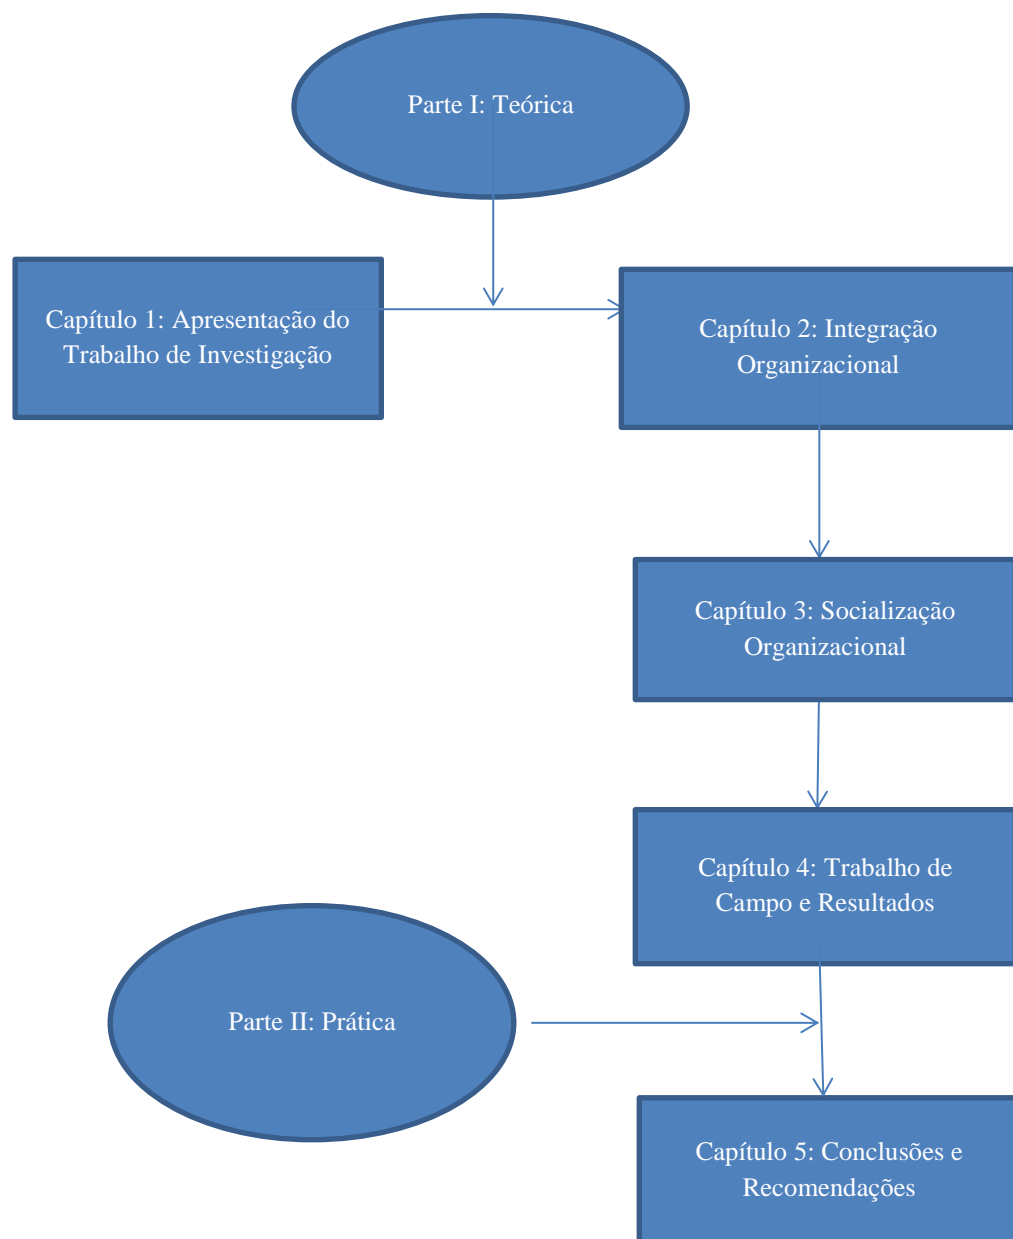 Parte I: Teórica
Capítulo 1: Apresentação do
Trabalho de Investigação
Capítulo 2: Integração
Organizacional
Capítulo 3: Socialização
Organizacional
Capítulo 4: Trabalho de
Campo e Resultados
Parte II: Prática
Capítulo 5: Conclusões e
Recomendações